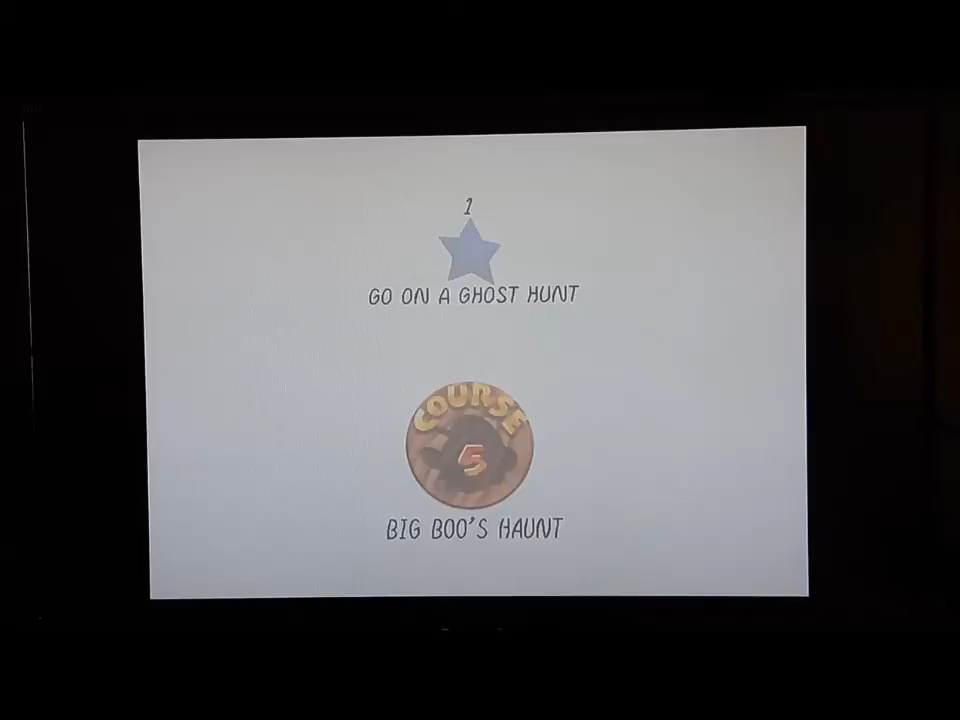 1
GO ON A GHOST HUNT
COURSE
5
BIG BOO'S HAUNT